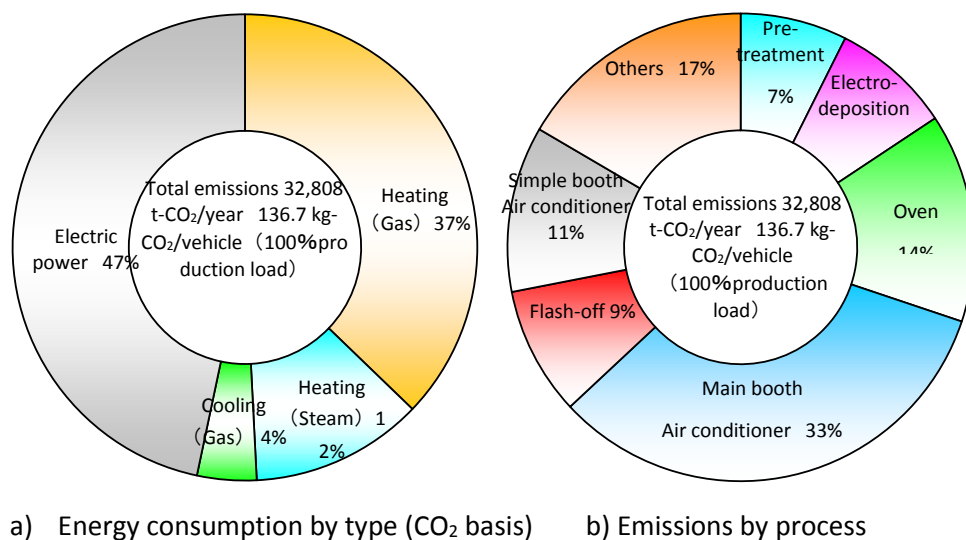 Electric
power 47%
Total emissions 32,808
t-CO₂/year 136.7 kg-
CO₂/vehicle（100%pro
duction load）
Heating
（Gas）37%
Heating
（Steam）1
2%
Cooling
（Gas） 4%
a) Energy consumption by type (CO₂ basis)
Others 17%
Pre-
treatment
7%
Electro-
deposition
Simple booth
Air conditioner
11%
Total emissions 32,808
t-CO₂/year 136.7 kg-
CO₂/vehicle
（100%production
load）
Oven
14%
Flash-off 9%
Main booth
Air conditioner 33%
b) Emissions by process